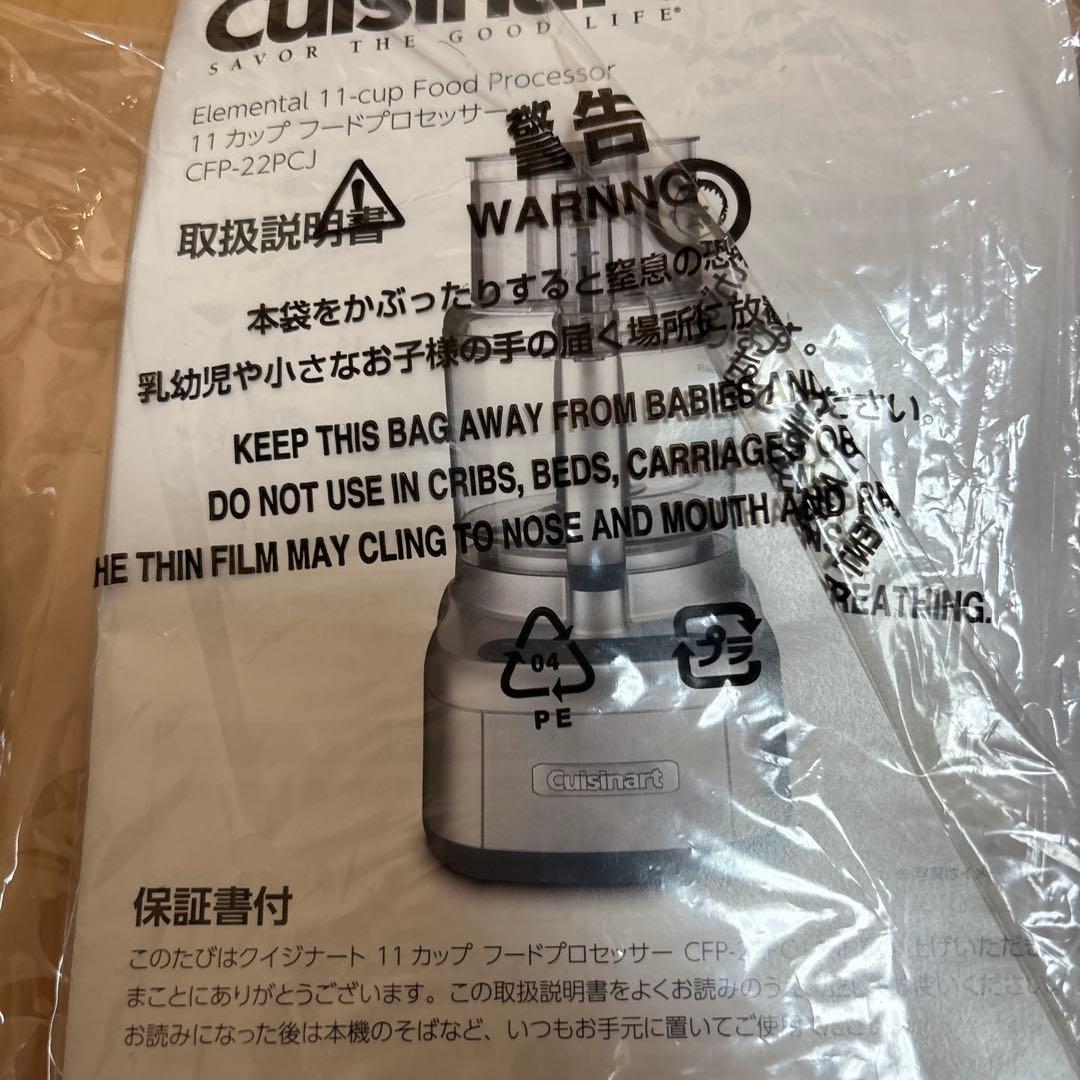 Cuisinart
SAVOR THE GOOD LIFE®
Elemental 11-cup Food Processor
11 カップ フードプロセッサー
CFP-22PCJ
取扱説明書
警告
WARNNG
本袋をかぶったりすると窒息の恐
乳幼児や小さなお子様の手の届く場所に放
ださい。
KEEP THIS BAG AWAY FROM BABIES AND
DO NOT USE IN CRIBS, BEDS, CARRIAGES OR
HE THIN FILM MAY CLING TO NOSE AND MOUTH AND
REATHING.
04
PE
プラ
Cuisinart
保証書付
このたびはクイジナート 11 カップ フードプロセッサー CFP-2
まことにありがとうございます。この取扱説明書をよくお読みのう
お読みになった後は本機のそばなど、いつもお手元に置いてご使用